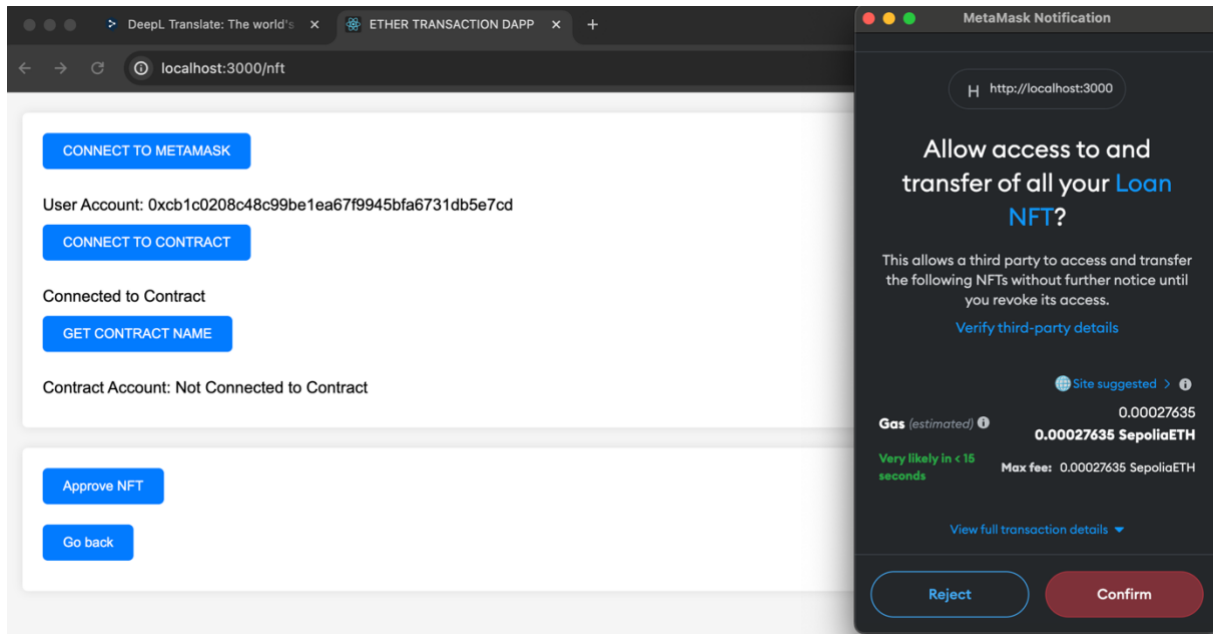 DeepL Translate: The world's
ETHER TRANSACTION DAPP
localhost:3000/nft
CONNECT TO METAMASK
User Account: 0xcb1c0208c48c99be1ea67f9945bfa6731db5e7cd
CONNECT TO CONTRACT
Connected to Contract
GET CONTRACT NAME
Contract Account: Not Connected to Contract
Approve NFT
Go back
MetaMask Notification
H http://localhost:3000
Allow access to and
transfer of all your Loan
NFT?
This allows a third party to access and transfer
the following NFTs without further notice until
you revoke its access.
Verify third-party details
Site suggested >
0.00027635
Gas (estimated) 0.00027635 SepoliaETH
Very likely in < 15
seconds
Max fee: 0.00027635 SepoliaETH
View full transaction details
Reject
Confirm